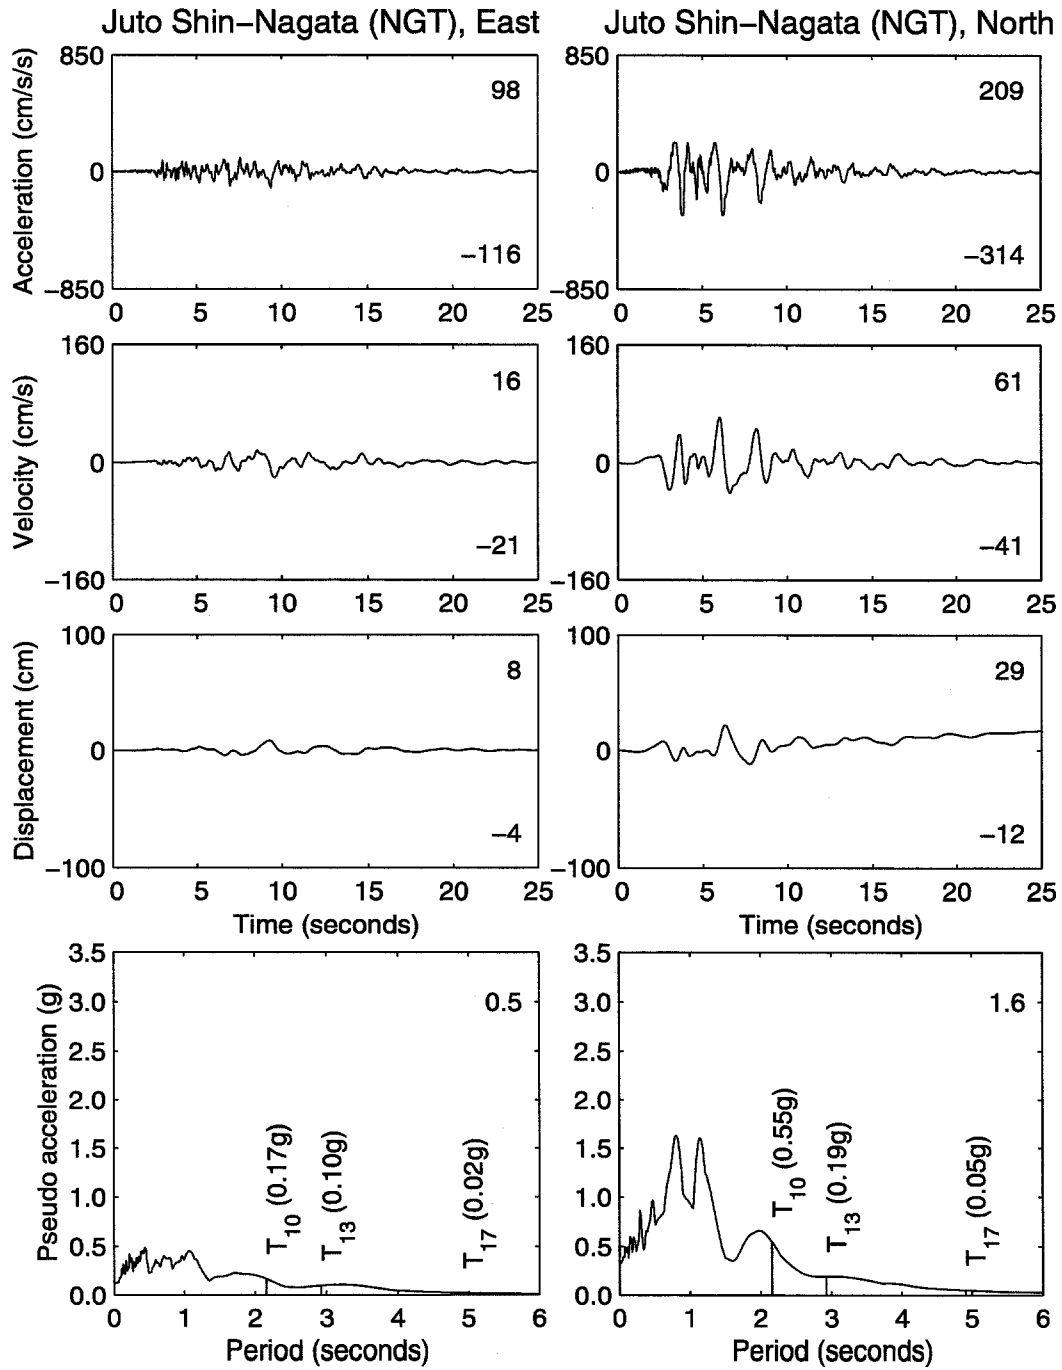 Juto Shin−Nagata (NGT), East
Acceleration (cm/s/s)
850
0
−850
98
−116
0 5 10 15 20 25
Velocity (cm/s)
160
0
−160
16
−21
0 5 10 15 20 25
Displacement (cm)
100
0
−100
8
−4
0 5 10 15 20 25
Time (seconds)
Pseudo acceleration (g)
3.5
3.0
2.5
2.0
1.5
1.0
0.5
0.0
0.5
T10 (0.17g)
T13 (0.10g)
T17 (0.02g)
0 1 2 3 4 5 6
Period (seconds)
Juto Shin−Nagata (NGT), North
850
0
−850
209
−314
0 5 10 15 20 25
160
0
−160
61
−41
0 5 10 15 20 25
100
0
−100
29
−12
0 5 10 15 20 25
Time (seconds)
3.5
3.0
2.5
2.0
1.5
1.0
0.5
0.0
1.6
T10 (0.55g)
T13 (0.19g)
T17 (0.05g)
0 1 2 3 4 5 6
Period (seconds)